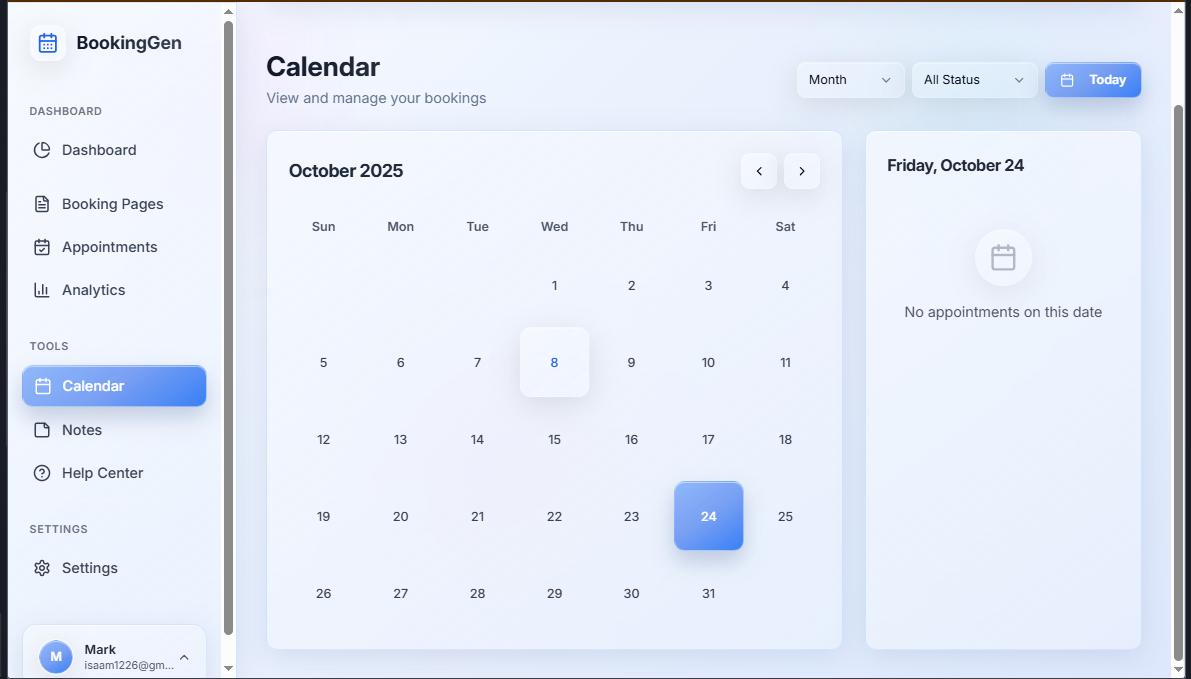 BookingGen
DASHBOARD
Dashboard
Booking Pages
Appointments
Analytics
TOOLS
Calendar
Notes
Help Center
SETTINGS
Settings
M
Mark
isaam1226@gm...
Calendar
View and manage your bookings
Month
All Status
Today
October 2025
Sun Mon Tue Wed Thu Fri Sat
1 2 3 4
5 6 7 8 9 10 11
12 13 14 15 16 17 18
19 20 21 22 23 24 25
26 27 28 29 30 31
Friday, October 24
No appointments on this date